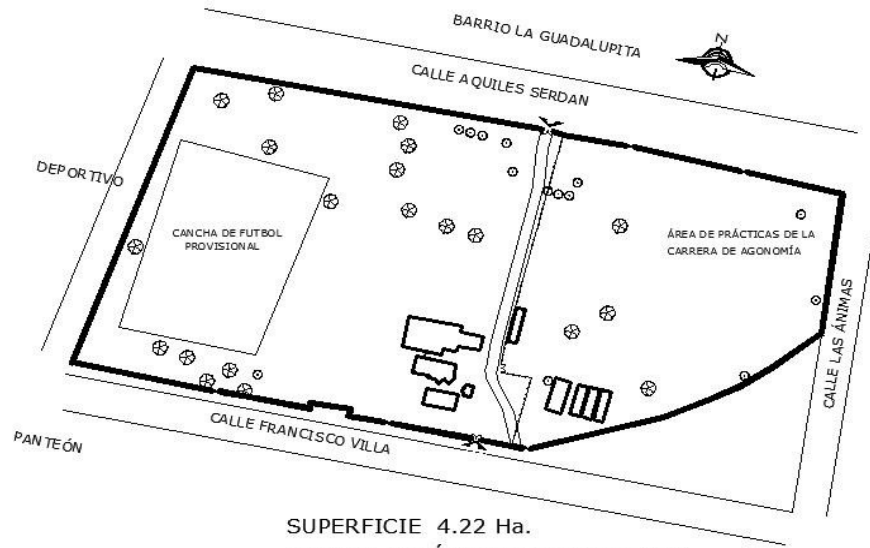 BARRIO LA GUADALUPITA
N
CALLE AQUILES SERDAN
DEPORTIVO
CANCHA DE FUTBOL
PROVISIONAL
ÁREA DE PRÁCTICAS DE LA
CARRERA DE AGONOMÍA
CALLE LAS ÁNIMAS
CALLE FRANCISCO VILLA
PANTEÓN
SUPERFICIE 4.22 Ha.